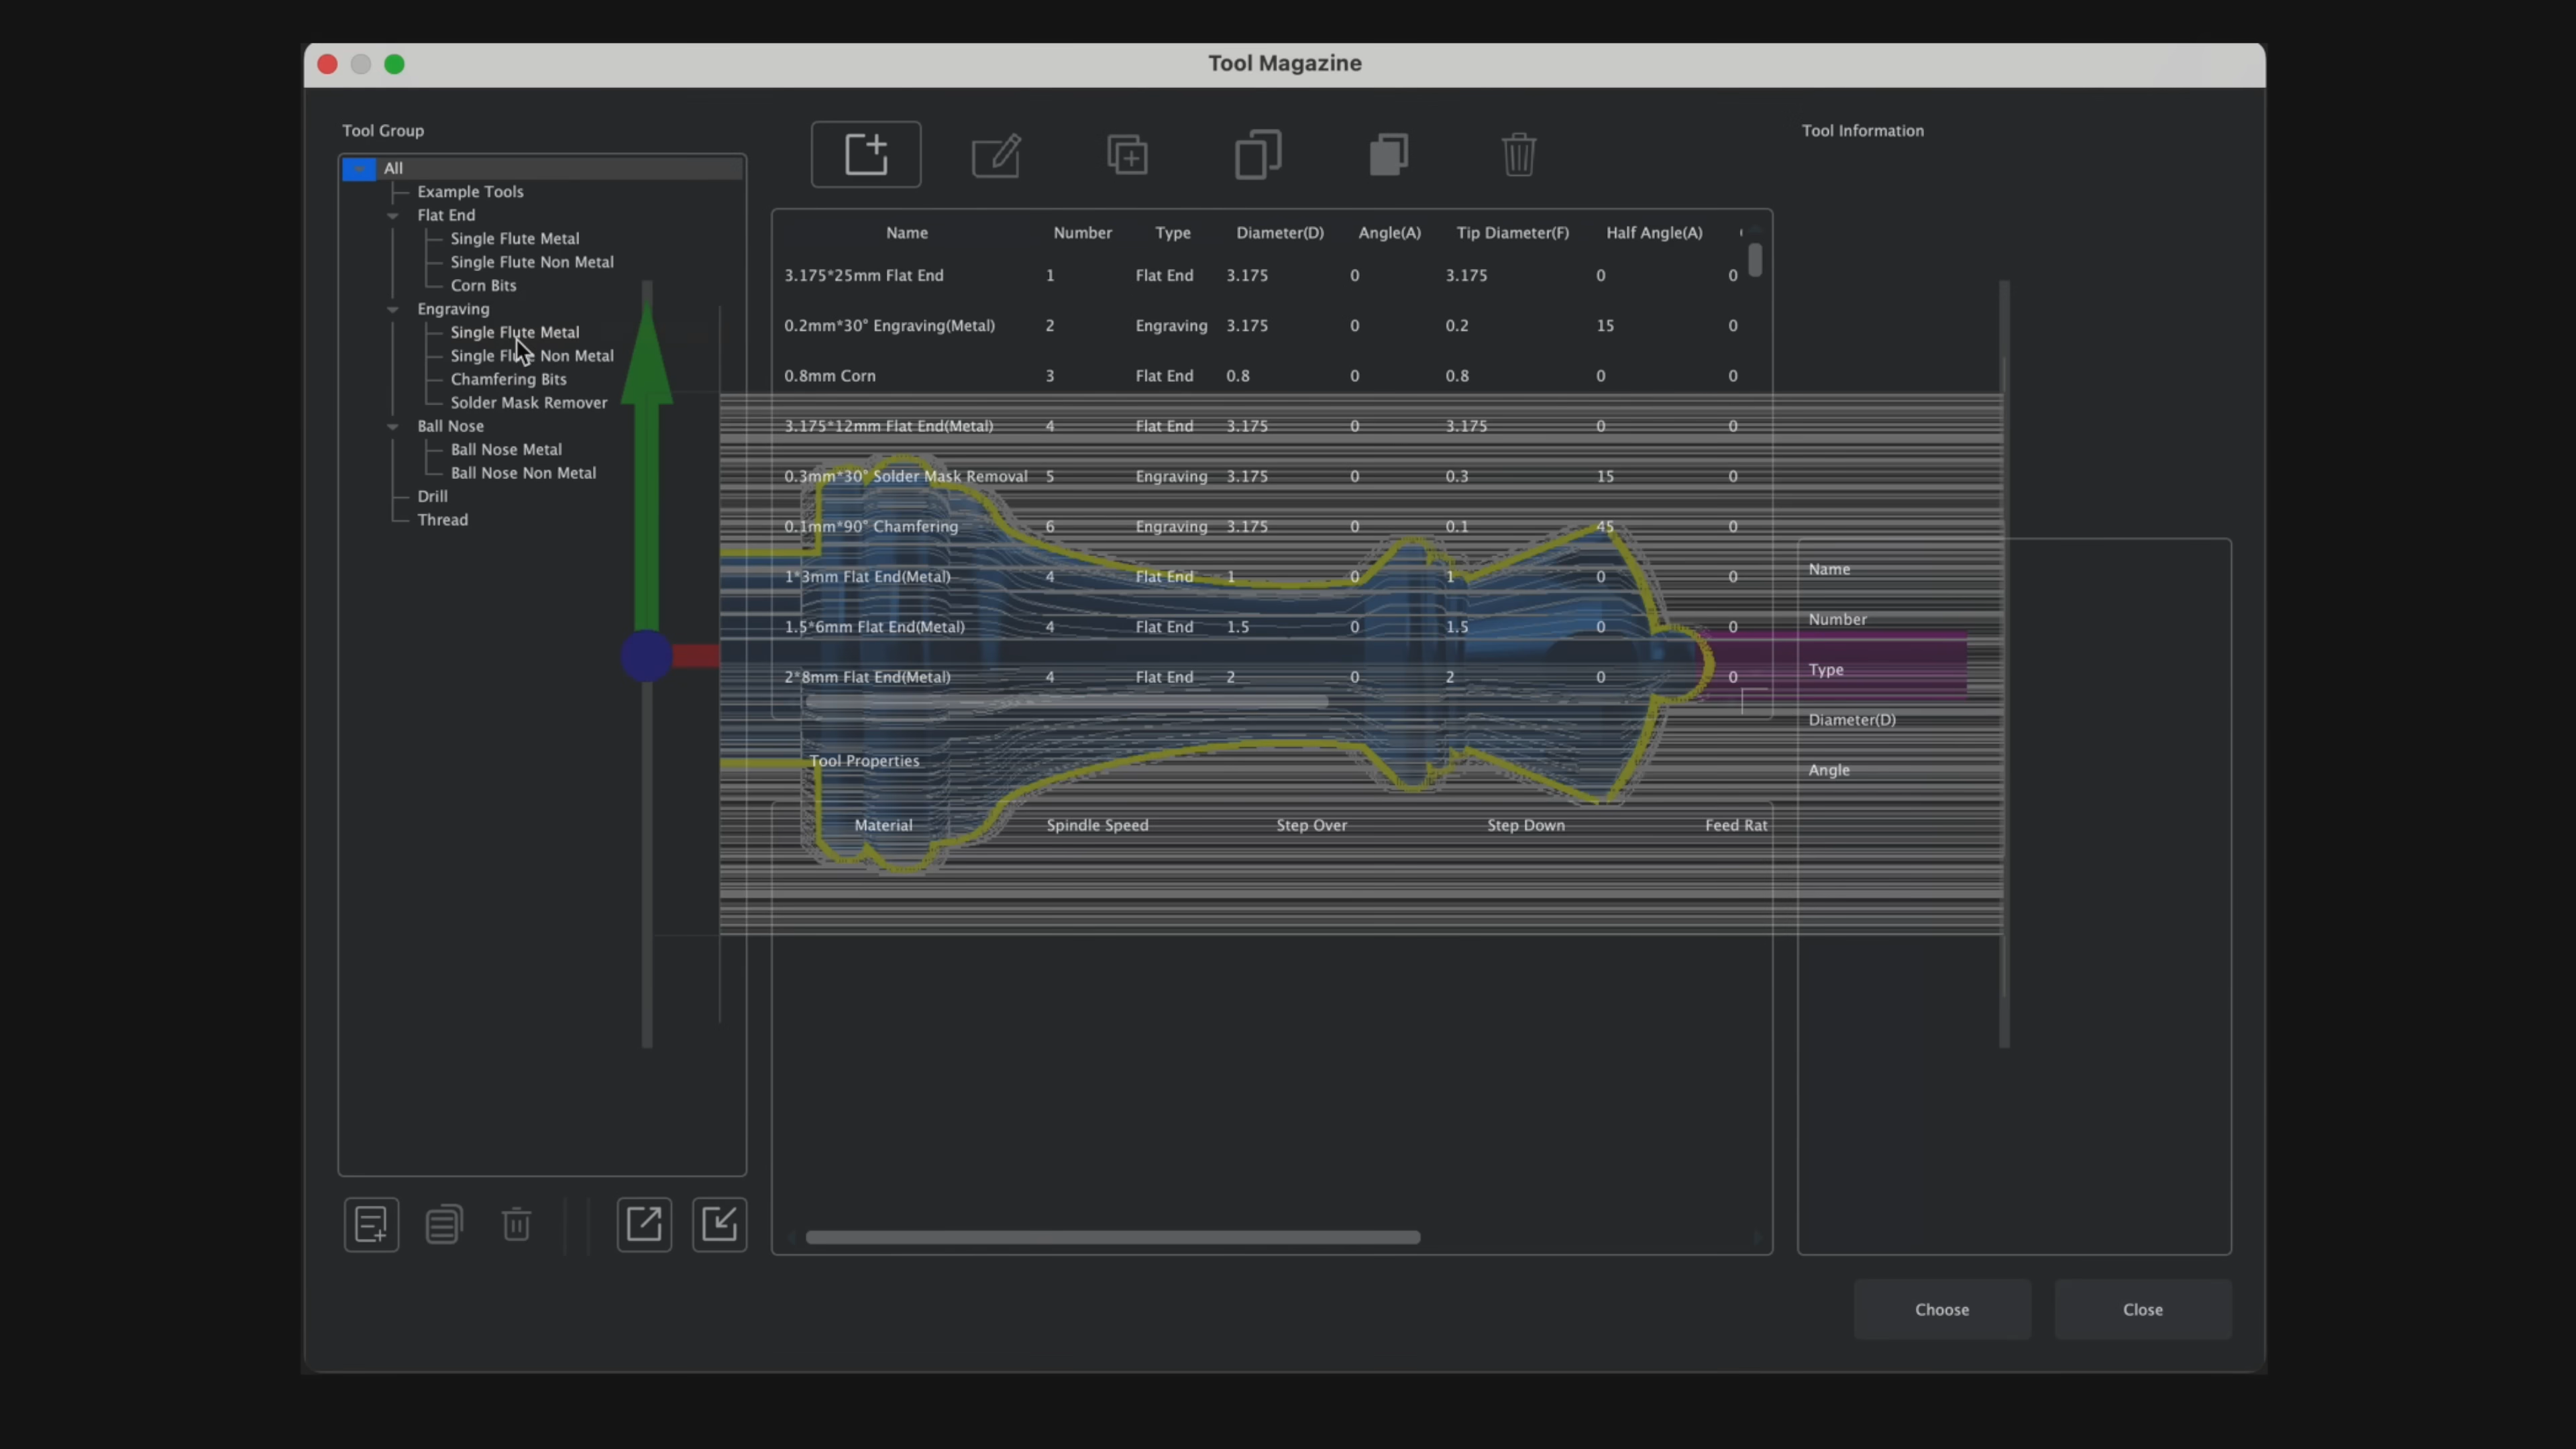 Tool Magazine
Tool Group
All
Example Tools
Flat End
Single Flute Metal
Single Flute Non Metal
Corn Bits
Engraving
Single Flute Metal
Single Flute Non Metal
Chamfering Bits
Solder Mask Remover
Ball Nose
Ball Nose Metal
Ball Nose Non Metal
Drill
Thread
Name Number Type Diameter(D) Angle(A) Tip Diameter(F) Half Angle(A)
3.175*25mm Flat End 1 Flat End 3.175 0 3.175 0 0
0.2mm*30° Engraving(Metal) 2 Engraving 3.175 0 0.2 15 0
0.8mm Corn 3 Flat End 0.8 0 0.8 0 0
3.175*12mm Flat End(Metal) 4 Flat End 3.175 0 3.175 0 0
0.3mm*30° Solder Mask Removal 5 Engraving 3.175 0 0.3 15 0
0.1mm*90° Chamfering 6 Engraving 3.175 0 0.1 45 0
1*3mm Flat End(Metal) 4 Flat End 1 0 1 0 0
1.5*6mm Flat End(Metal) 4 Flat End 1.5 0 1.5 0 0
2*8mm Flat End(Metal) 4 Flat End 2 0 2 0 0
Tool Properties
Material Spindle Speed Step Over Step Down Feed Rat
Tool Information
Name
Number
Type
Diameter(D)
Angle
Choose
Close